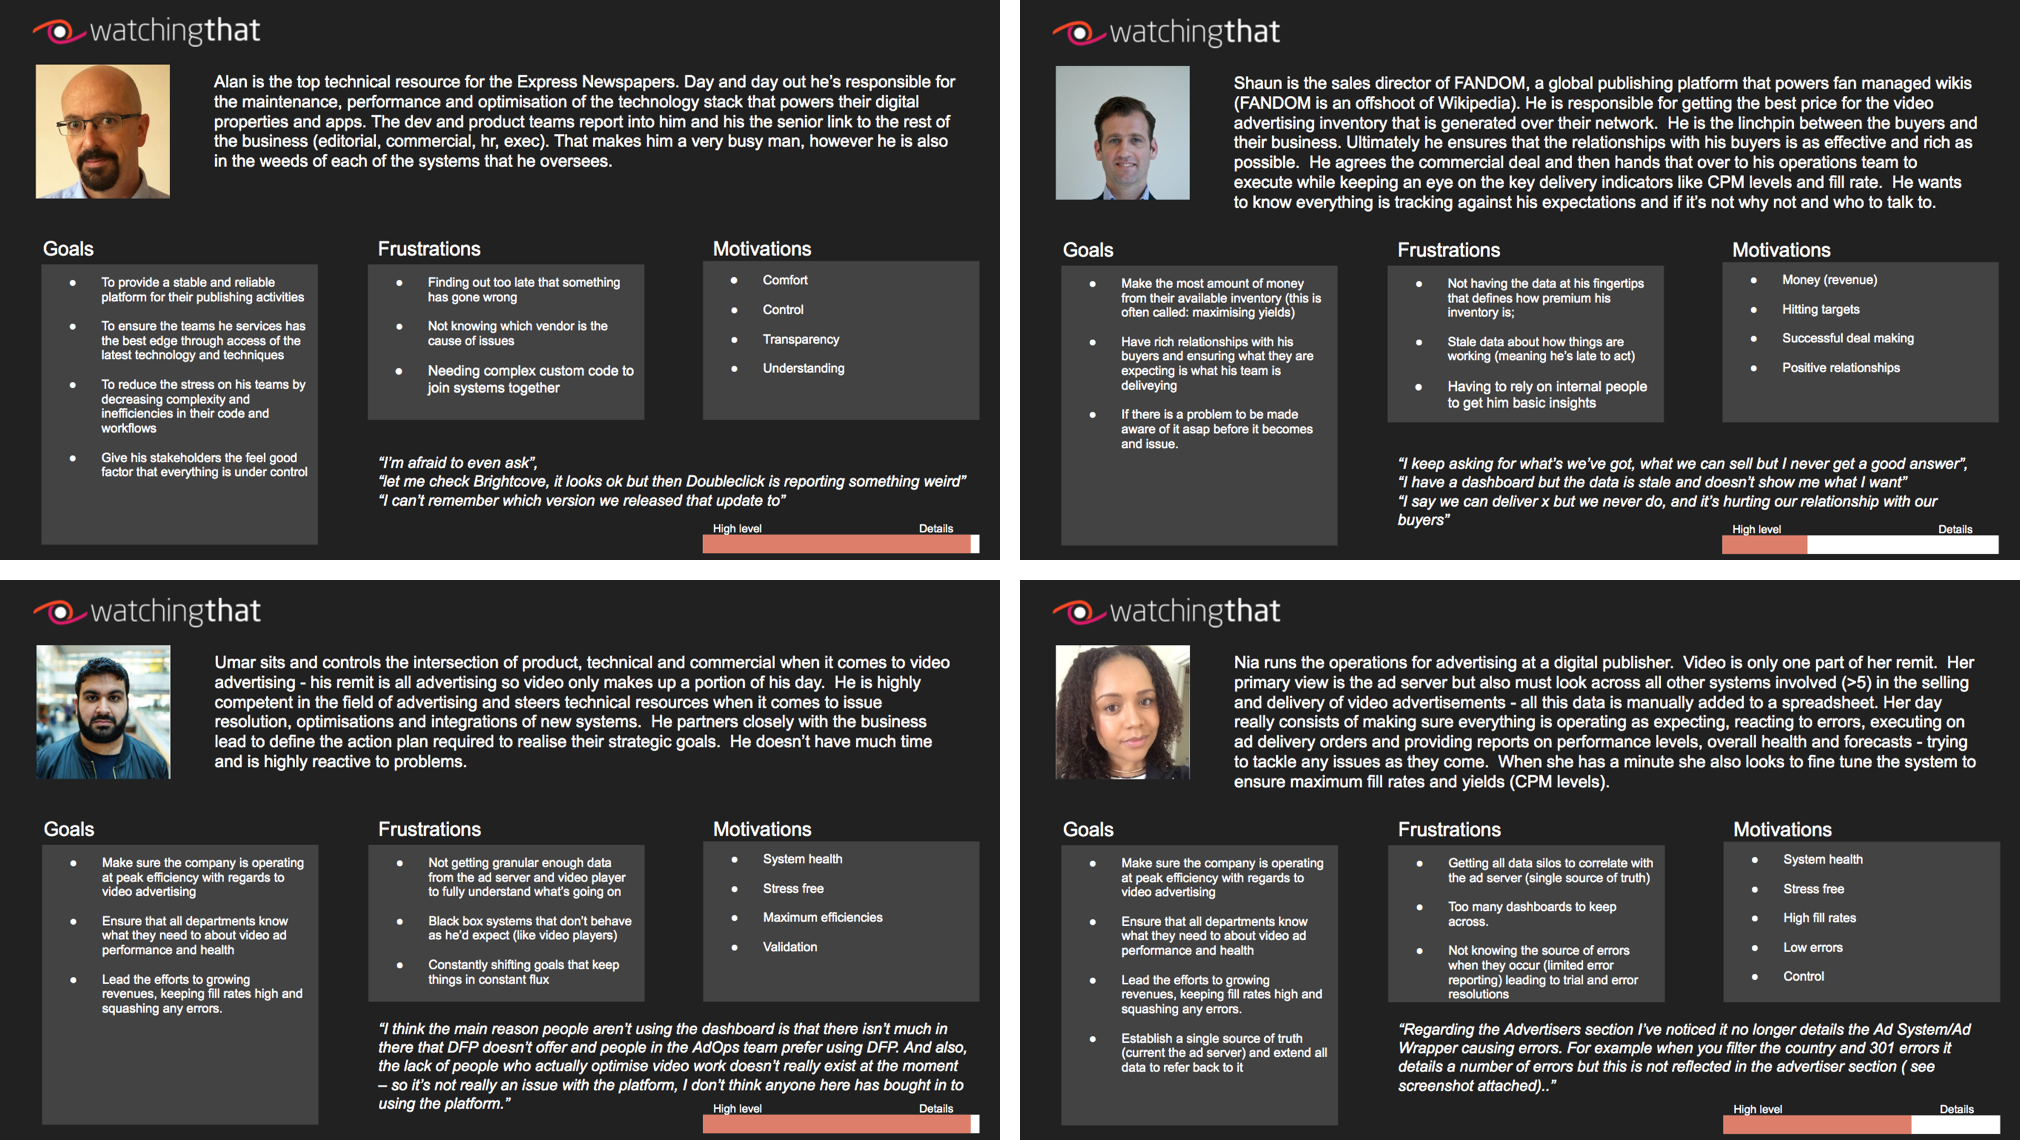 watchingthat
Alan is the top technical resource for the Express Newspapers. Day and day out he's responsible for
the maintenance, performance and optimisation of the technology stack that powers their digital
properties and apps. The dev and product teams report into him and his the senior link to the rest of
the business (editorial, commercial, hr, exec). That makes him a very busy man, however he is also
in the weeds of each of the systems that he oversees.
Goals
● To provide a stable and reliable
platform for their publishing activities
● To ensure the teams he services has
the best edge through access of the
latest technology and techniques
● To reduce the stress on his teams by
decreasing complexity and
inefficiencies in their code and
workflows
● Give his stakeholders the feel good
factor that everything is under control
Frustrations
● Finding out too late that something
has gone wrong
● Not knowing which vendor is the
cause of issues
● Needing complex custom code to
join systems together
Motivations
● Comfort
● Control
● Transparency
● Understanding
“I'm afraid to even ask”,
“let me check Brightcove, it looks ok but then Doubleclick is reporting something weird”
“I can't remember which version we released that update to”
High level Details
watchingthat
Shaun is the sales director of FANDOM, a global publishing platform that powers fan managed wikis
(FANDOM is an offshoot of Wikipedia). He is responsible for getting the best price for the video
advertising inventory that is generated over their network. He is the linchpin between the buyers and
their business. Ultimately he ensures that the relationships with his buyers is as effective and rich as
possible. He agrees the commercial deal and then hands that over to his operations team to
execute while keeping an eye on the key delivery indicators like CPM levels and fill rate. He wants
to know everything is tracking against his expectations and if it's not why not and who to talk to.
Goals
● Make the most amount of money
from their available inventory (this is
often called: maximising yields)
● Have rich relationships with his
buyers and ensuring what they are
expecting is what his team is
deliveying
● If there is a problem to be made
aware of it asap before it becomes
and issue.
Frustrations
● Not having the data at his fingertips
that defines how premium his
inventory is;
● Stale data about how things are
working (meaning he's late to act)
● Having to rely on internal people
to get him basic insights
Motivations
● Money (revenue)
● Hitting targets
● Successful deal making
● Positive relationships
“I keep asking for what's we've got, what we can sell but I never get a good answer”,
“I have a dashboard but the data is stale and doesn't show me what I want”
“I say we can deliver x but we never do, and it's hurting our relationship with our
buyers”
High level Details
watchingthat
Umar sits and controls the intersection of product, technical and commercial when it comes to video
advertising - his remit is all advertising so video only makes up a portion of his day. He is highly
competent in the field of advertising and steers technical resources when it comes to issue
resolution, optimisations and integrations of new systems. He partners closely with the business
lead to define the action plan required to realise their strategic goals. He doesn't have much time
and is highly reactive to problems.
Goals
● Make sure the company is operating
at peak efficiency with regards to
video advertising
● Ensure that all departments know
what they need to about video ad
performance and health
● Lead the efforts to growing
revenues, keeping fill rates high and
squashing any errors.
Frustrations
● Not getting granular enough data
from the ad server and video player
to fully understand what's going on
● Black box systems that don't behave
as he'd expect (like video players)
● Constantly shifting goals that keep
things in constant flux
Motivations
● System health
● Stress free
● Maximum efficiencies
● Validation
“I think the main reason people aren't using the dashboard is that there isn't much in
there that DFP doesn't offer and people in the AdOps team prefer using DFP. And also,
the lack of people who actually optimise video work doesn't really exist at the moment
– so it's not really an issue with the platform, I don't think anyone here has bought in to
using the platform.”
High level Details
watchingthat
Nia runs the operations for advertising at a digital publisher. Video is only one part of her remit. Her
primary view is the ad server but also must look across all other systems involved (>5) in the selling
and delivery of video advertisements - all this data is manually added to a spreadsheet. Her day
really consists of making sure everything is operating as expecting, reacting to errors, executing on
ad delivery orders and providing reports on performance levels, overall health and forecasts - trying
to tackle any issues as they come. When she has a minute she also looks to fine tune the system to
ensure maximum fill rates and yields (CPM levels).
Goals
● Make sure the company is operating
at peak efficiency with regards to
video advertising
● Ensure that all departments know
what they need to about video ad
performance and health
● Lead the efforts to growing
revenues, keeping fill rates high and
squashing any errors.
● Establish a single source of truth
(current the ad server) and extend all
data to refer back to it
Frustrations
● Getting all data silos to correlate with
the ad server (single source of truth)
● Too many dashboards to keep
across.
● Not knowing the source of errors
when they occur (limited error
reporting) leading to trial and error
resolutions
Motivations
● System health
● Stress free
● High fill rates
● Low errors
● Control
“Regarding the Advertisers section I've noticed it no longer details the Ad System/Ad
Wrapper causing errors. For example when you filter the country and 301 errors it
details a number of errors but this is not reflected in the advertiser section ( see
screenshot attached)..”
High level Details